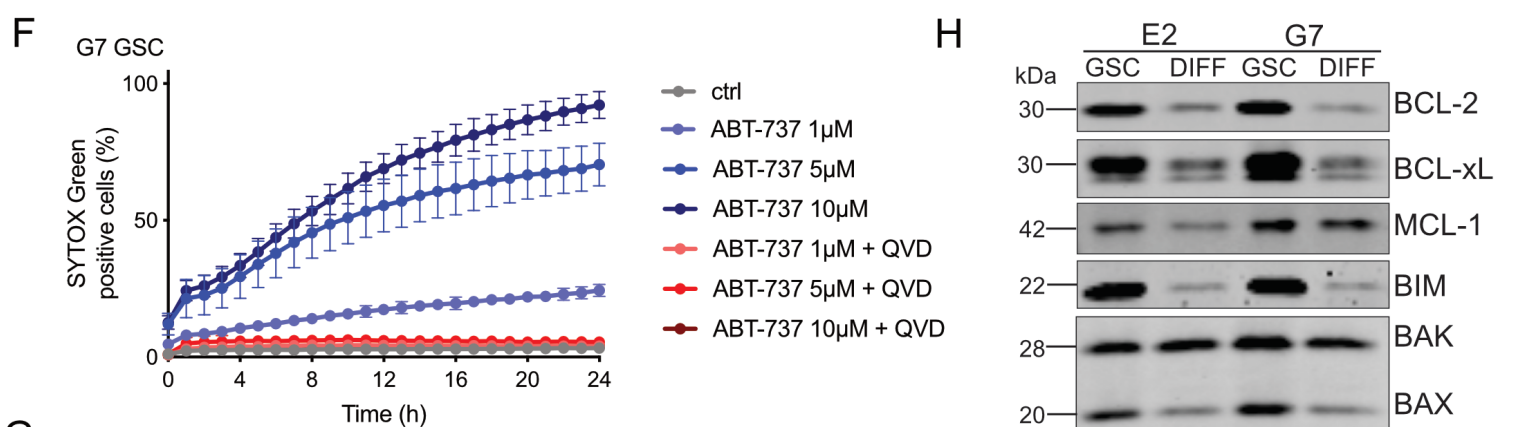 F
G7 GSC
SYTOX Green
positive cells (%)
100
50
0
0 4 8 12 16 20 24
Time (h)
ctrl
ABT-737 1µM
ABT-737 5µM
ABT-737 10µM
ABT-737 1µM + QVD
ABT-737 5µM + QVD
ABT-737 10µM + QVD
H
E2 G7
kDa GSC DIFF GSC DIFF
30 BCL-2
30 BCL-xL
42 MCL-1
22 BIM
28 BAK
20 BAX